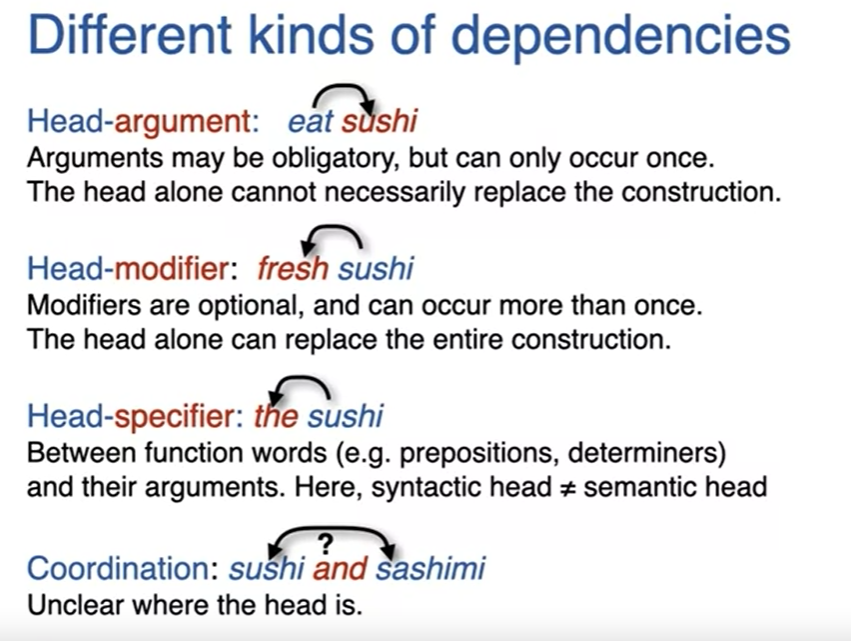 Different kinds of dependencies
Head-argument: eat sushi
Arguments may be obligatory, but can only occur once.
The head alone cannot necessarily replace the construction.
Head-modifier: fresh sushi
Modifiers are optional, and can occur more than once.
The head alone can replace the entire construction.
Head-specifier: the sushi
Between function words (e.g. prepositions, determiners)
and their arguments. Here, syntactic head ≠ semantic head
?
Coordination: sushi and sashimi
Unclear where the head is.